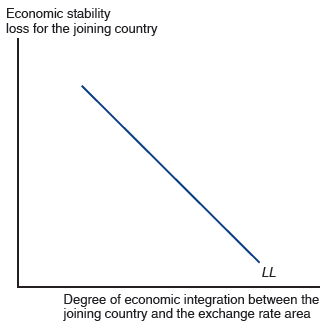 Economic stability
loss for the joining country
LL
Degree of economic integration between the
joining country and the exchange rate area